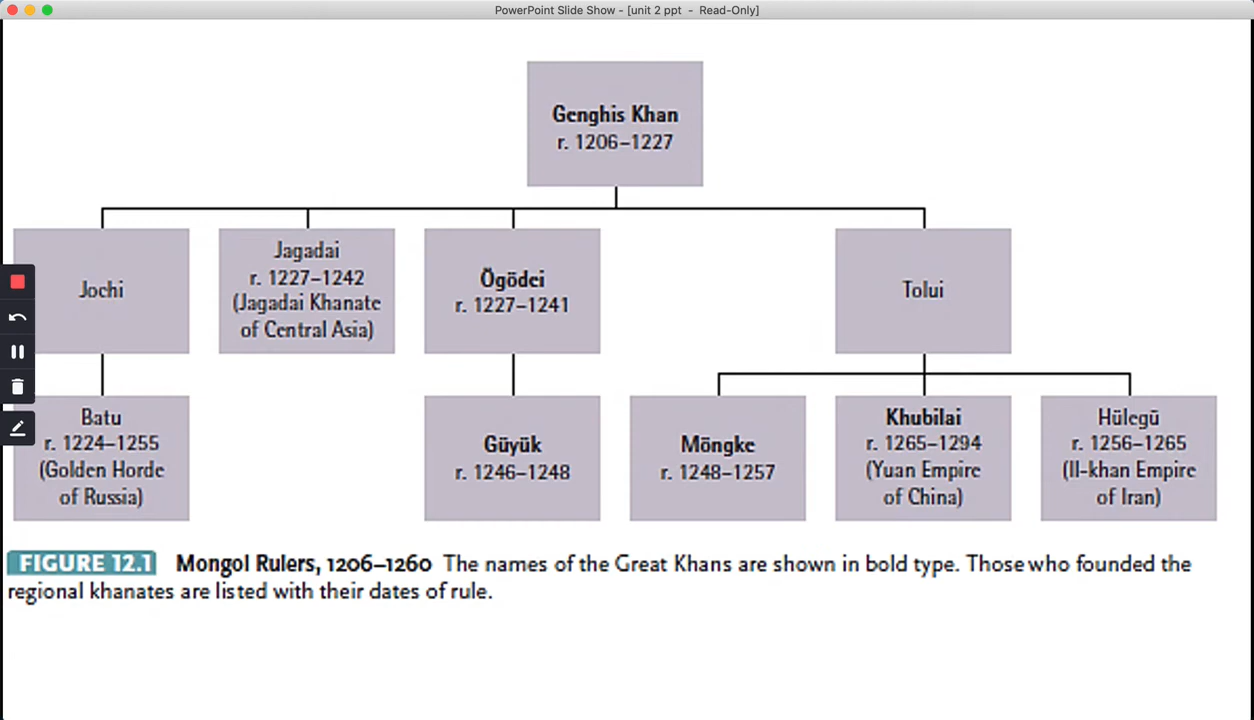 PowerPoint Slide Show - [unit 2 ppt - Read-Only]
Genghis Khan
r. 1206–1227
Jochi
Jagadai
r. 1227–1242
(Jagadai Khanate
of Central Asia)
Ögödei
r. 1227–1241
Tolui
Batu
r. 1224–1255
(Golden Horde
of Russia)
Güyük
r. 1246–1248
Möngke
r. 1248–1257
Khubilai
r. 1265–1294
(Yuan Empire
of China)
Hülegü
r. 1256–1265
(Il-khan Empire
of Iran)
FIGURE 12.1 Mongol Rulers, 1206–1260 The names of the Great Khans are shown in bold type. Those who founded the
regional khanates are listed with their dates of rule.